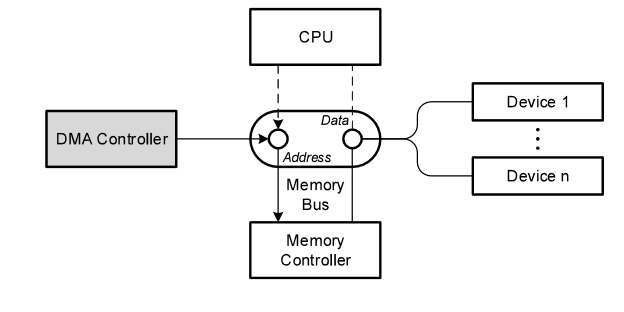 CPU
DMA Controller
Data
Address
Device 1
Device n
Memory
Bus
Memory
Controller